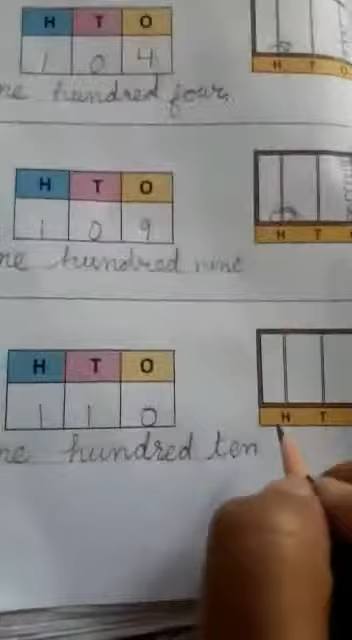 H T O
1 0 4
ne hundred four
H T O
H T O
1 0 9
ne hundred nine
H T
H T O
1 1 0
ne hundred ten
H T